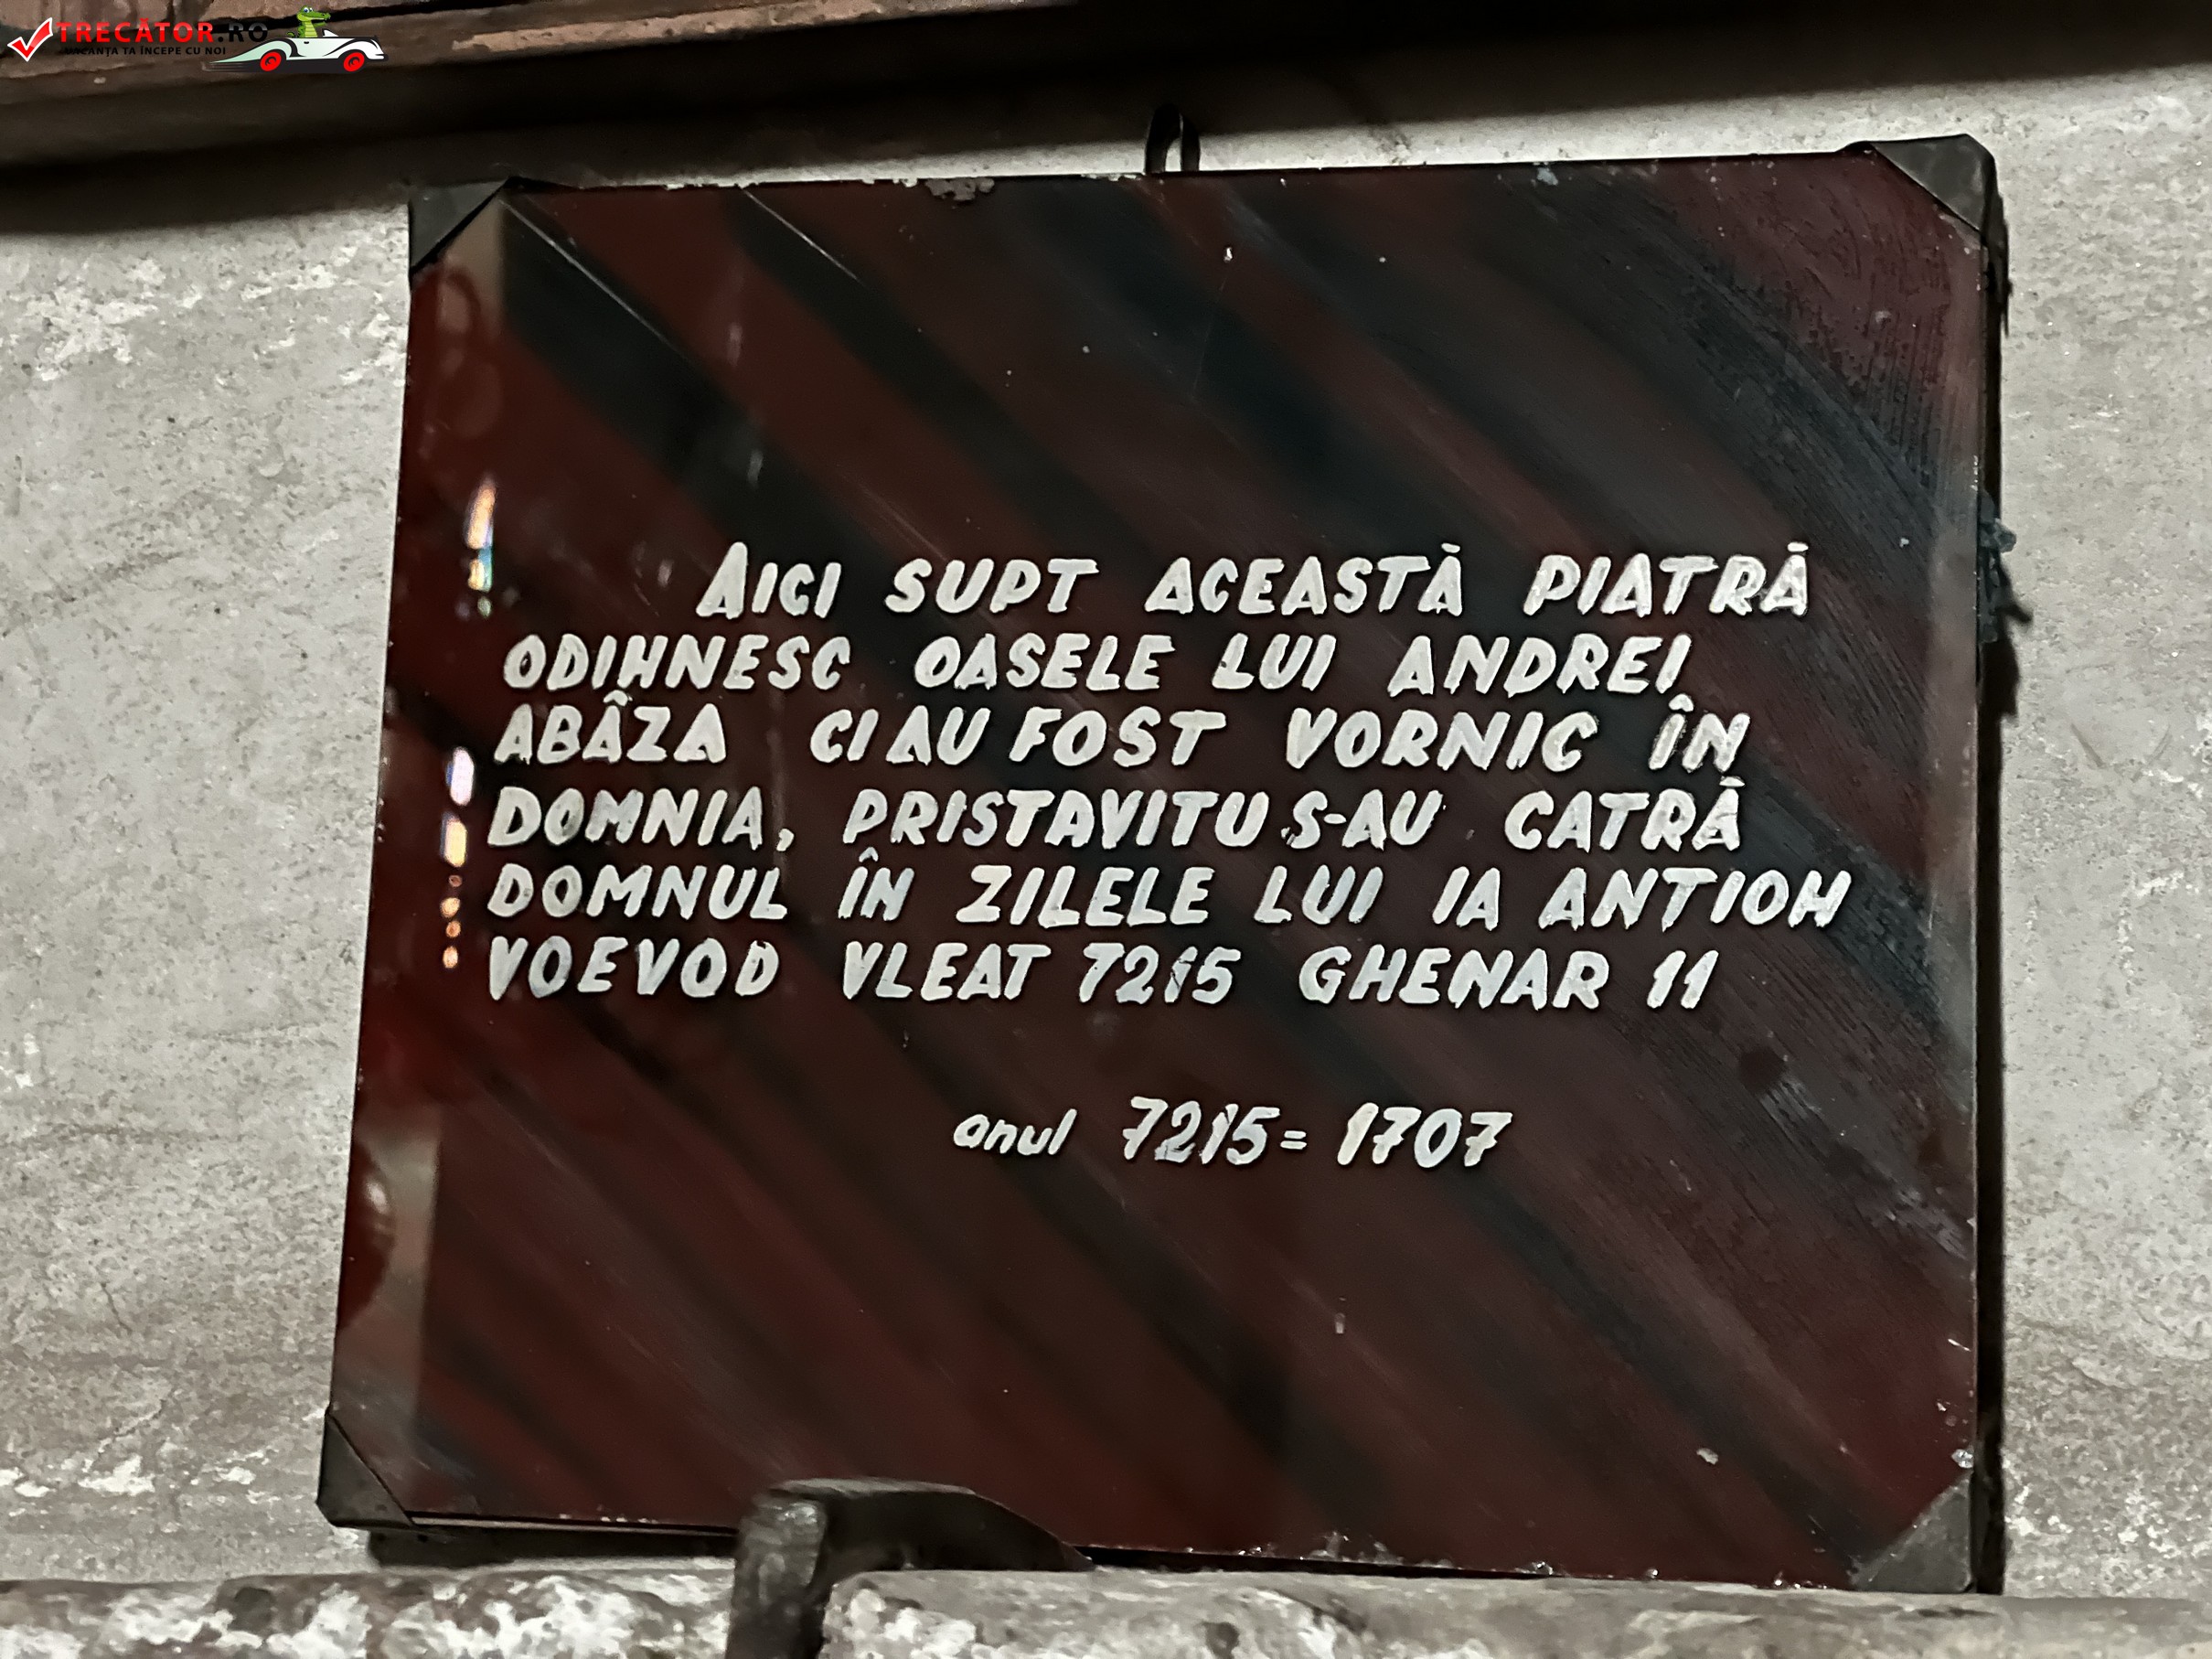 TRECĂTOR.RO
VACANȚA TA ÎNCEPE CU NOI
AICI SUPT ACEASTĂ PIATRĂ
ODIHNESC OASELE LUI ANDREI
ABÂZA CI AU FOST VORNIC ÎN
DOMNIA, PRISTAVITU S-AU CATRĂ
DOMNUL ÎN ZILELE LUI IA ANTIOH
VOEVOD VLEAT 7215 GHENAR 11
anul 7215 = 1707